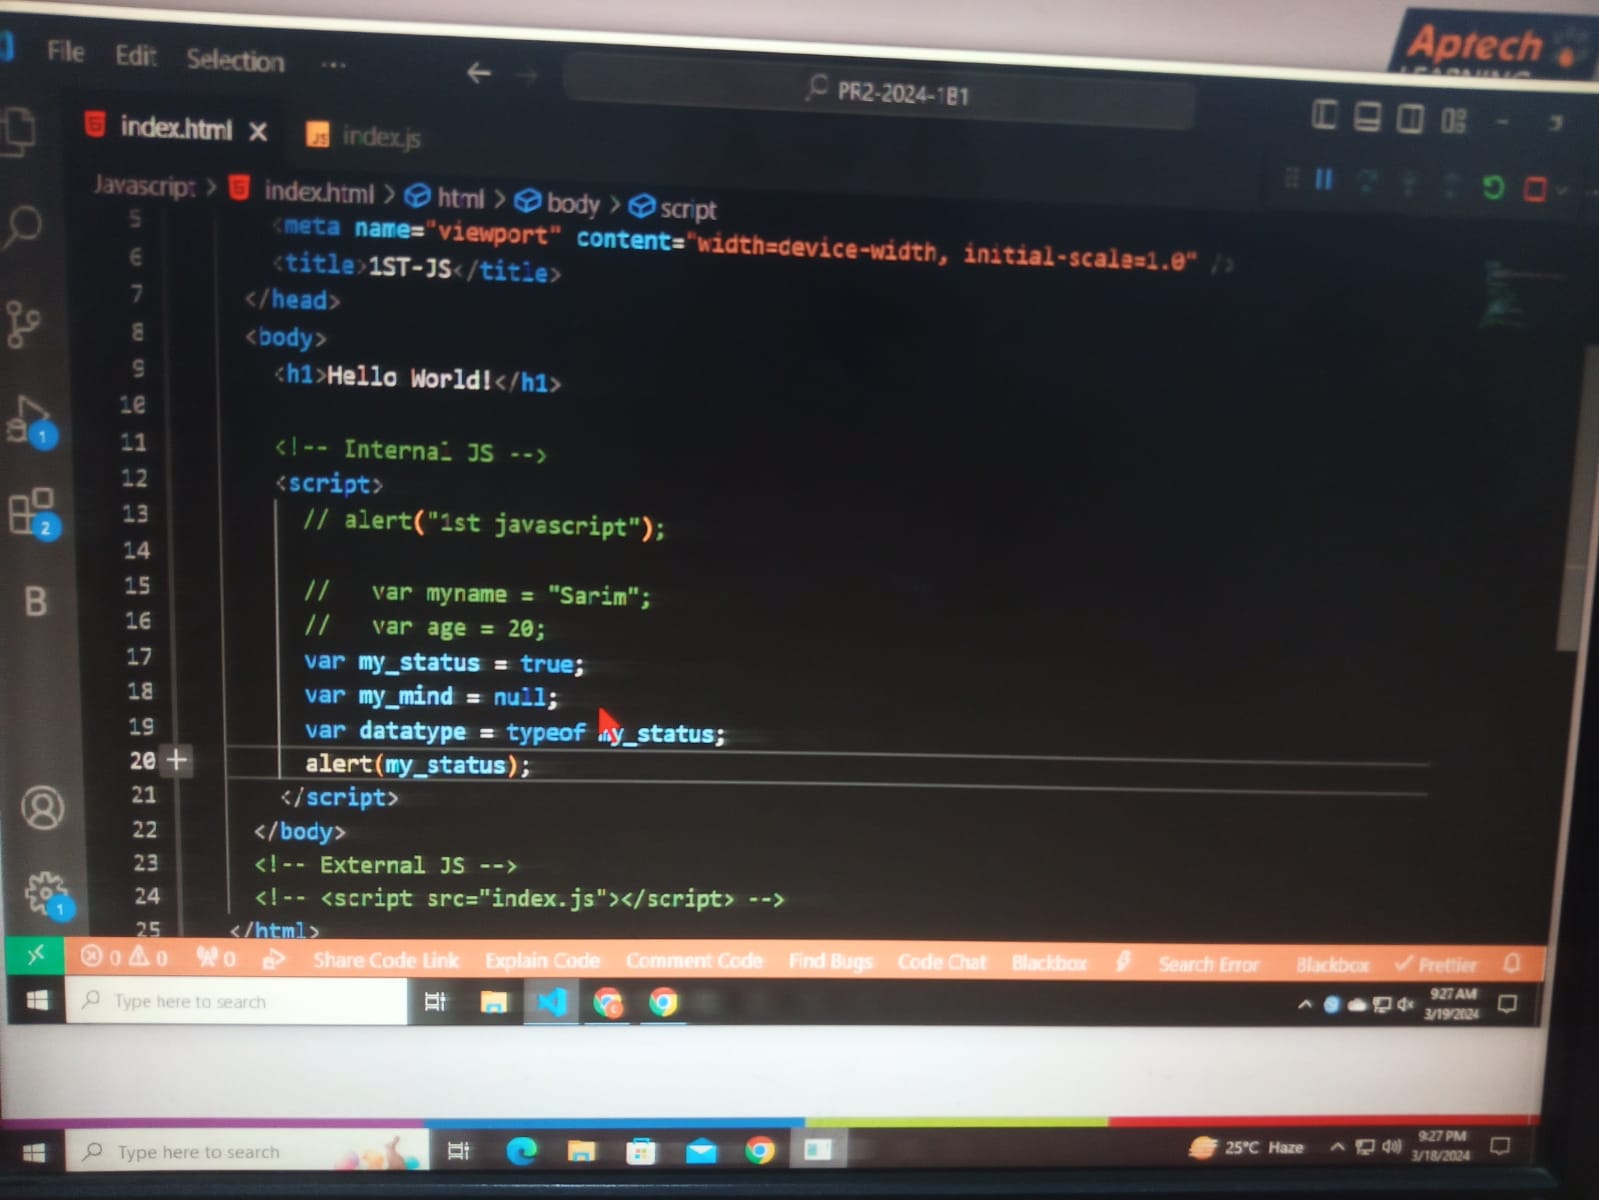 Aptech
File Edit Selection ...
PR2-2024-1B1
index.html
index.js
Javascript > index.html > html > body > script
5 <meta name="viewport" content="width=device-width, initial-scale=1.0" />
6 <title>1ST-JS</title>
7 </head>
8 <body>
9 <h1>Hello World!</h1>
10
11 <!-- Internal JS -->
12 <script>
13 // alert("1st javascript");
14
15 // var myname = "Sarim";
16 // var age = 20;
17 var my_status = true;
18 var my_mind = null;
19 var datatype = typeof my_status;
20 alert(my_status);
21 </script>
22 </body>
23 <!-- External JS -->
24 <!-- <script src="index.js"></script> -->
25 </html>
1
2
B
1
0 0 0 Share Code Link Explain Code Comment Code Find Bugs Code Chat Blackbox Search Error Blackbox Prettier
Type here to search
9:27 AM
3/19/2024
Type here to search
25°C Haze
9:27 PM
3/18/2024